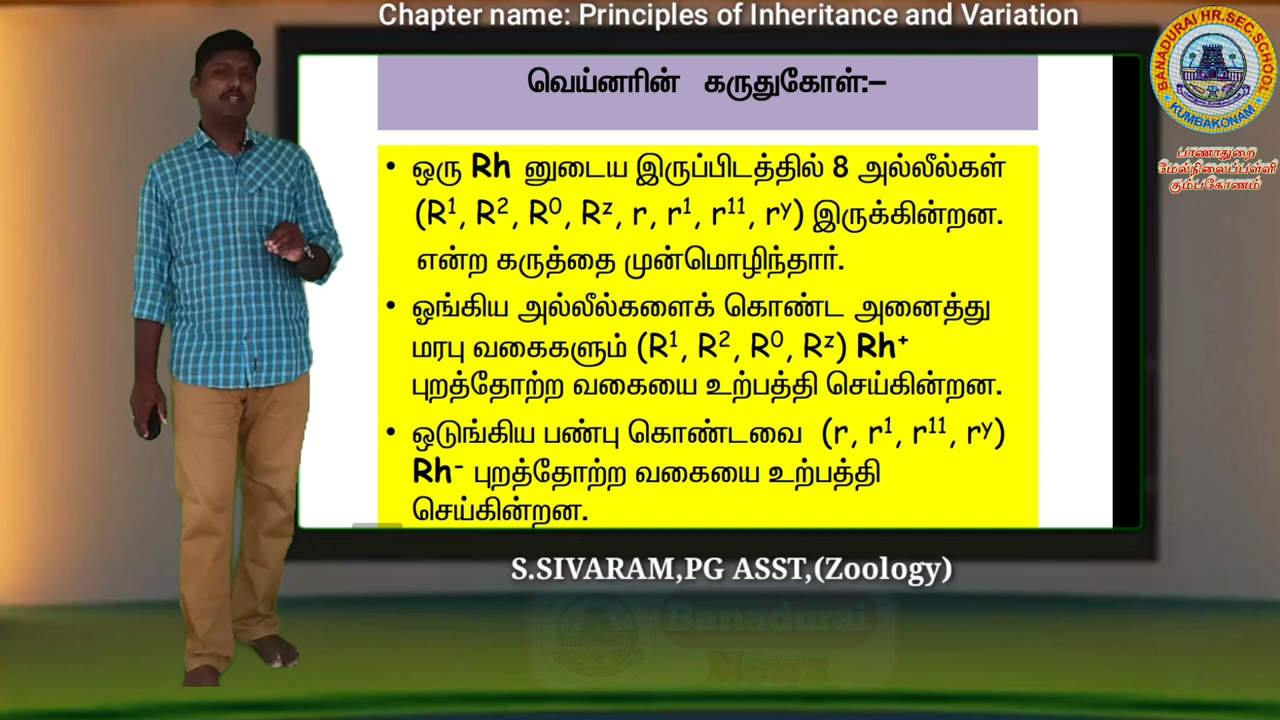 Chapter name: Principles of Inheritance and Variation
வெய்னரின் கருதுகோள்:–
• ஒரு Rh னுடைய இருப்பிடத்தில் 8 அல்லீல்கள்
(R¹, R², R⁰, Rᶻ, r, r¹, r¹¹, rʸ) இருக்கின்றன.
என்ற கருத்தை முன்மொழிந்தார்.
• ஓங்கிய அல்லீல்களைக் கொண்ட அனைத்து
மரபு வகைகளும் (R¹, R², R⁰, Rᶻ) Rh⁺
புறத்தோற்ற வகையை உற்பத்தி செய்கின்றன.
• ஒடுங்கிய பண்பு கொண்டவை (r, r¹, r¹¹, rʸ)
Rh⁻ புறத்தோற்ற வகையை உற்பத்தி
செய்கின்றன.
S.SIVARAM,PG ASST,(Zoology)
BANADURAI HR.SEC.SCHOOL
KUMBAKONAM
பாணாதுறை
மேல்நிலைப்பள்ளி
கும்பகோணம்
Banadurai
News